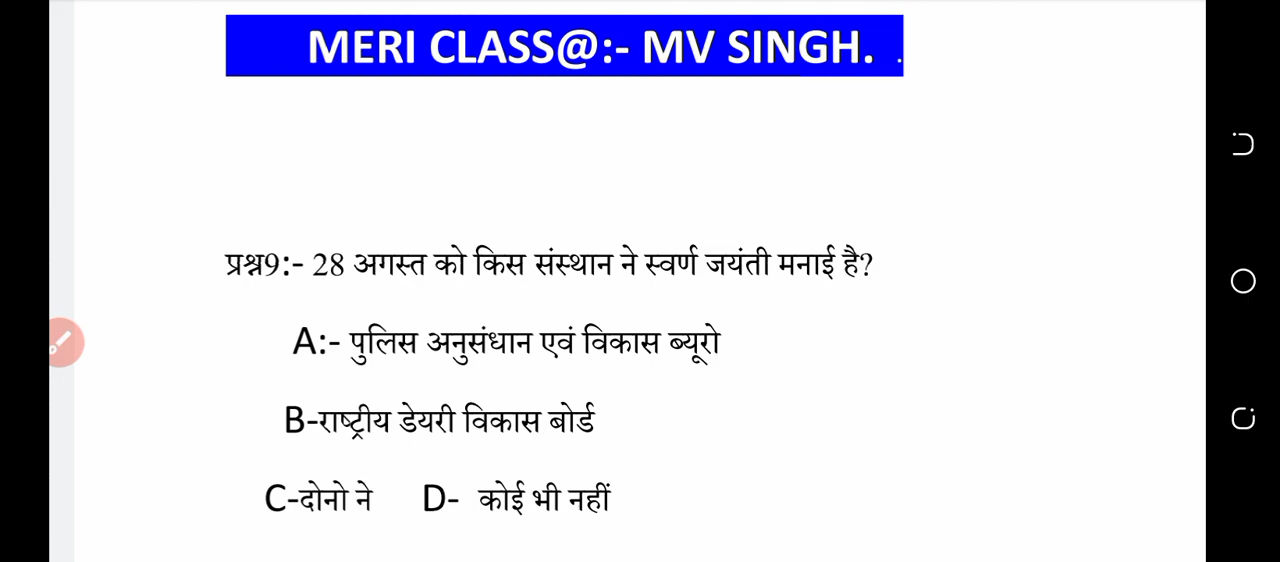 MERI CLASS@:- MV SINGH. .
प्रश्न9:- 28 अगस्त को किस संस्थान ने स्वर्ण जयंती मनाई है?
A:- पुलिस अनुसंधान एवं विकास ब्यूरो
B-राष्ट्रीय डेयरी विकास बोर्ड
C-दोनो ने D- कोई भी नहीं